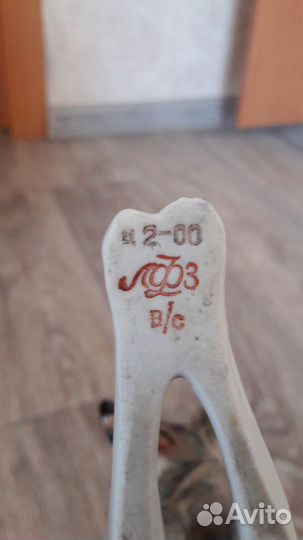 ц 2-00
ЛФЗ
в/с
Avito